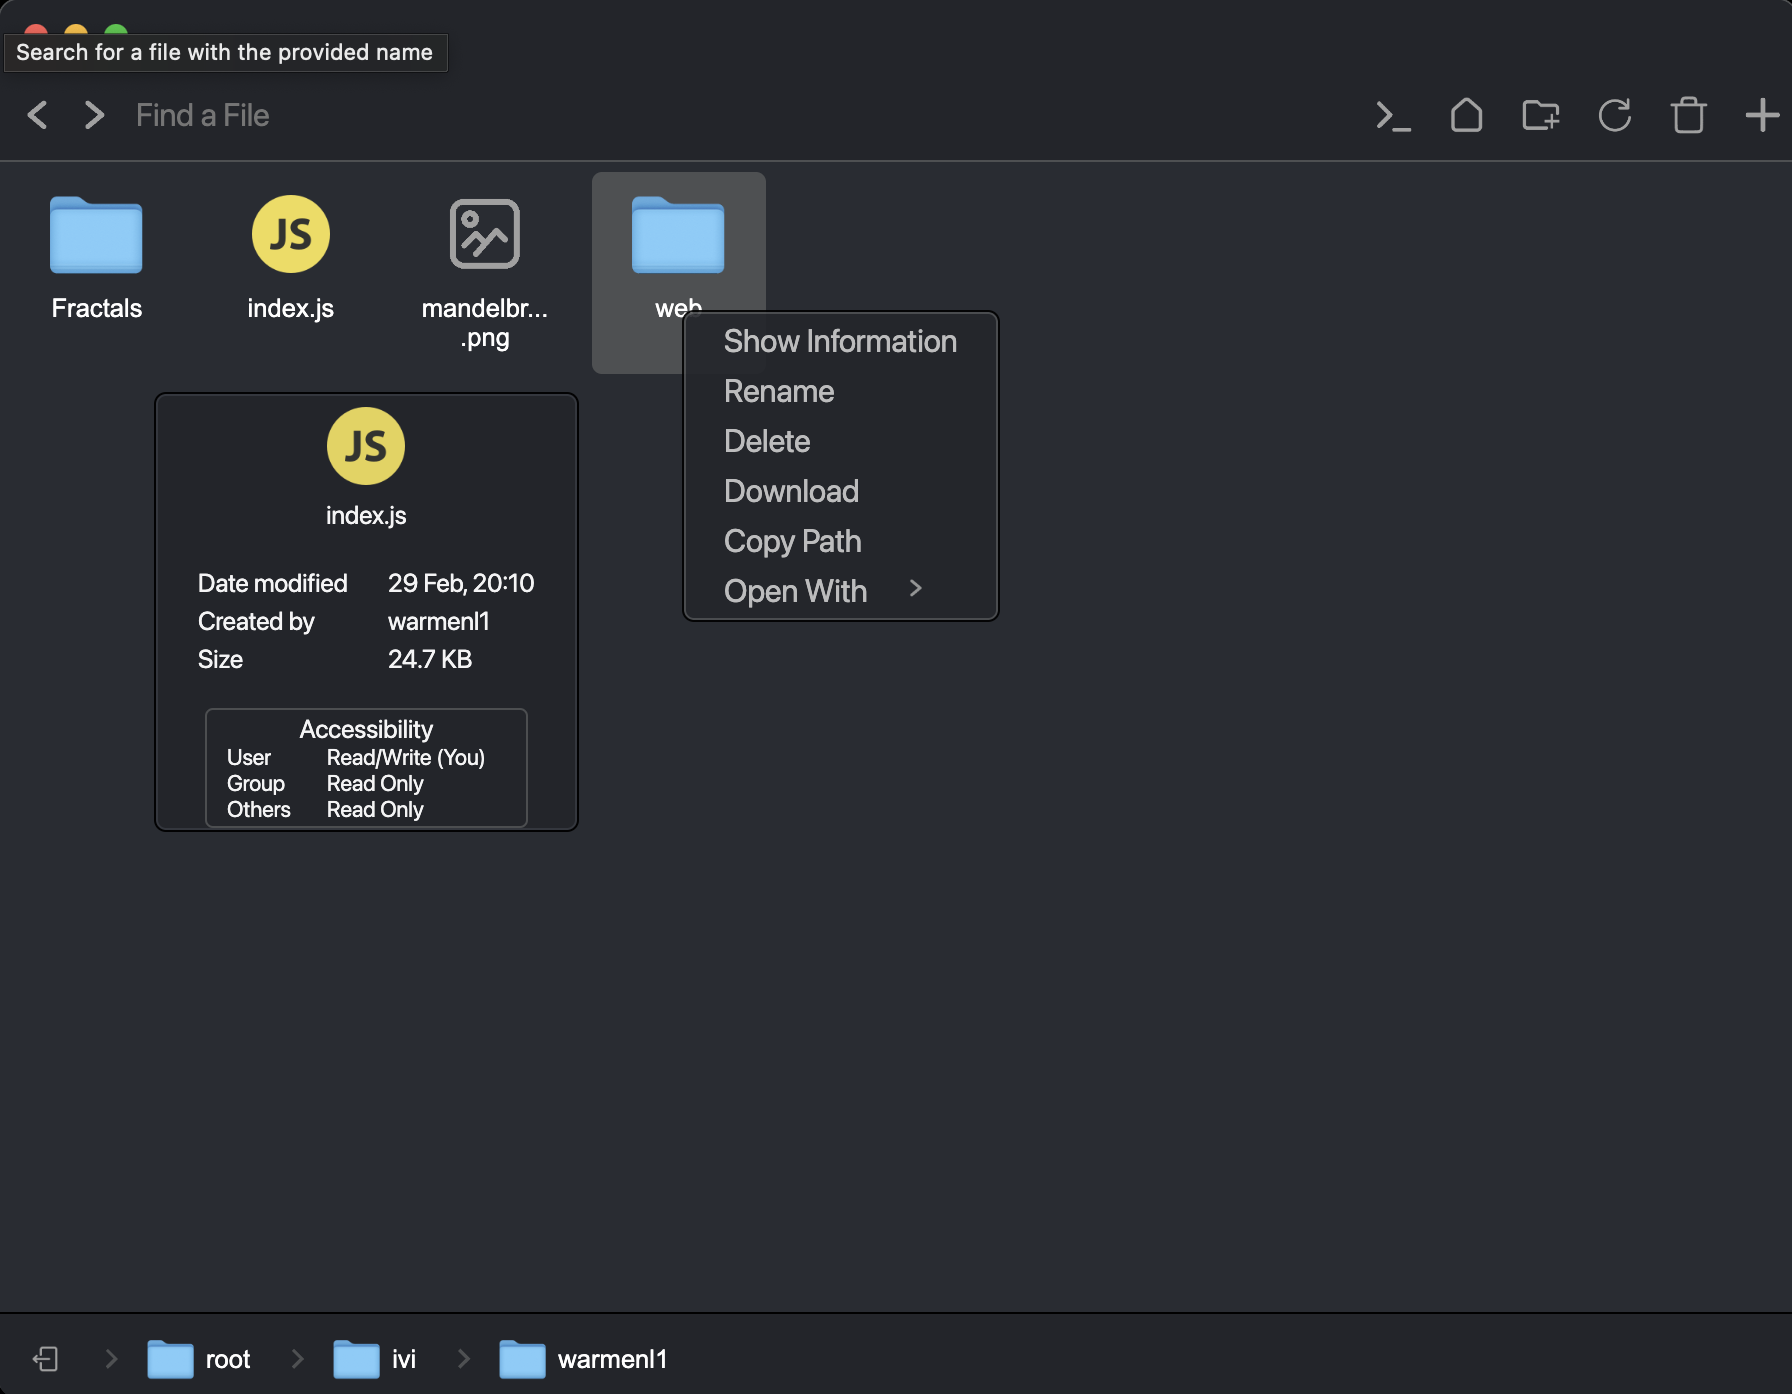 Search for a file with the provided name
Find a File
Fractals
JS
index.js
mandelbr...
.png
web
Show Information
Rename
Delete
Download
Copy Path
Open With
JS
index.js
Date modified 29 Feb, 20:10
Created by warmenl1
Size 24.7 KB
Accessibility
User Read/Write (You)
Group Read Only
Others Read Only
root
ivi
warmenl1